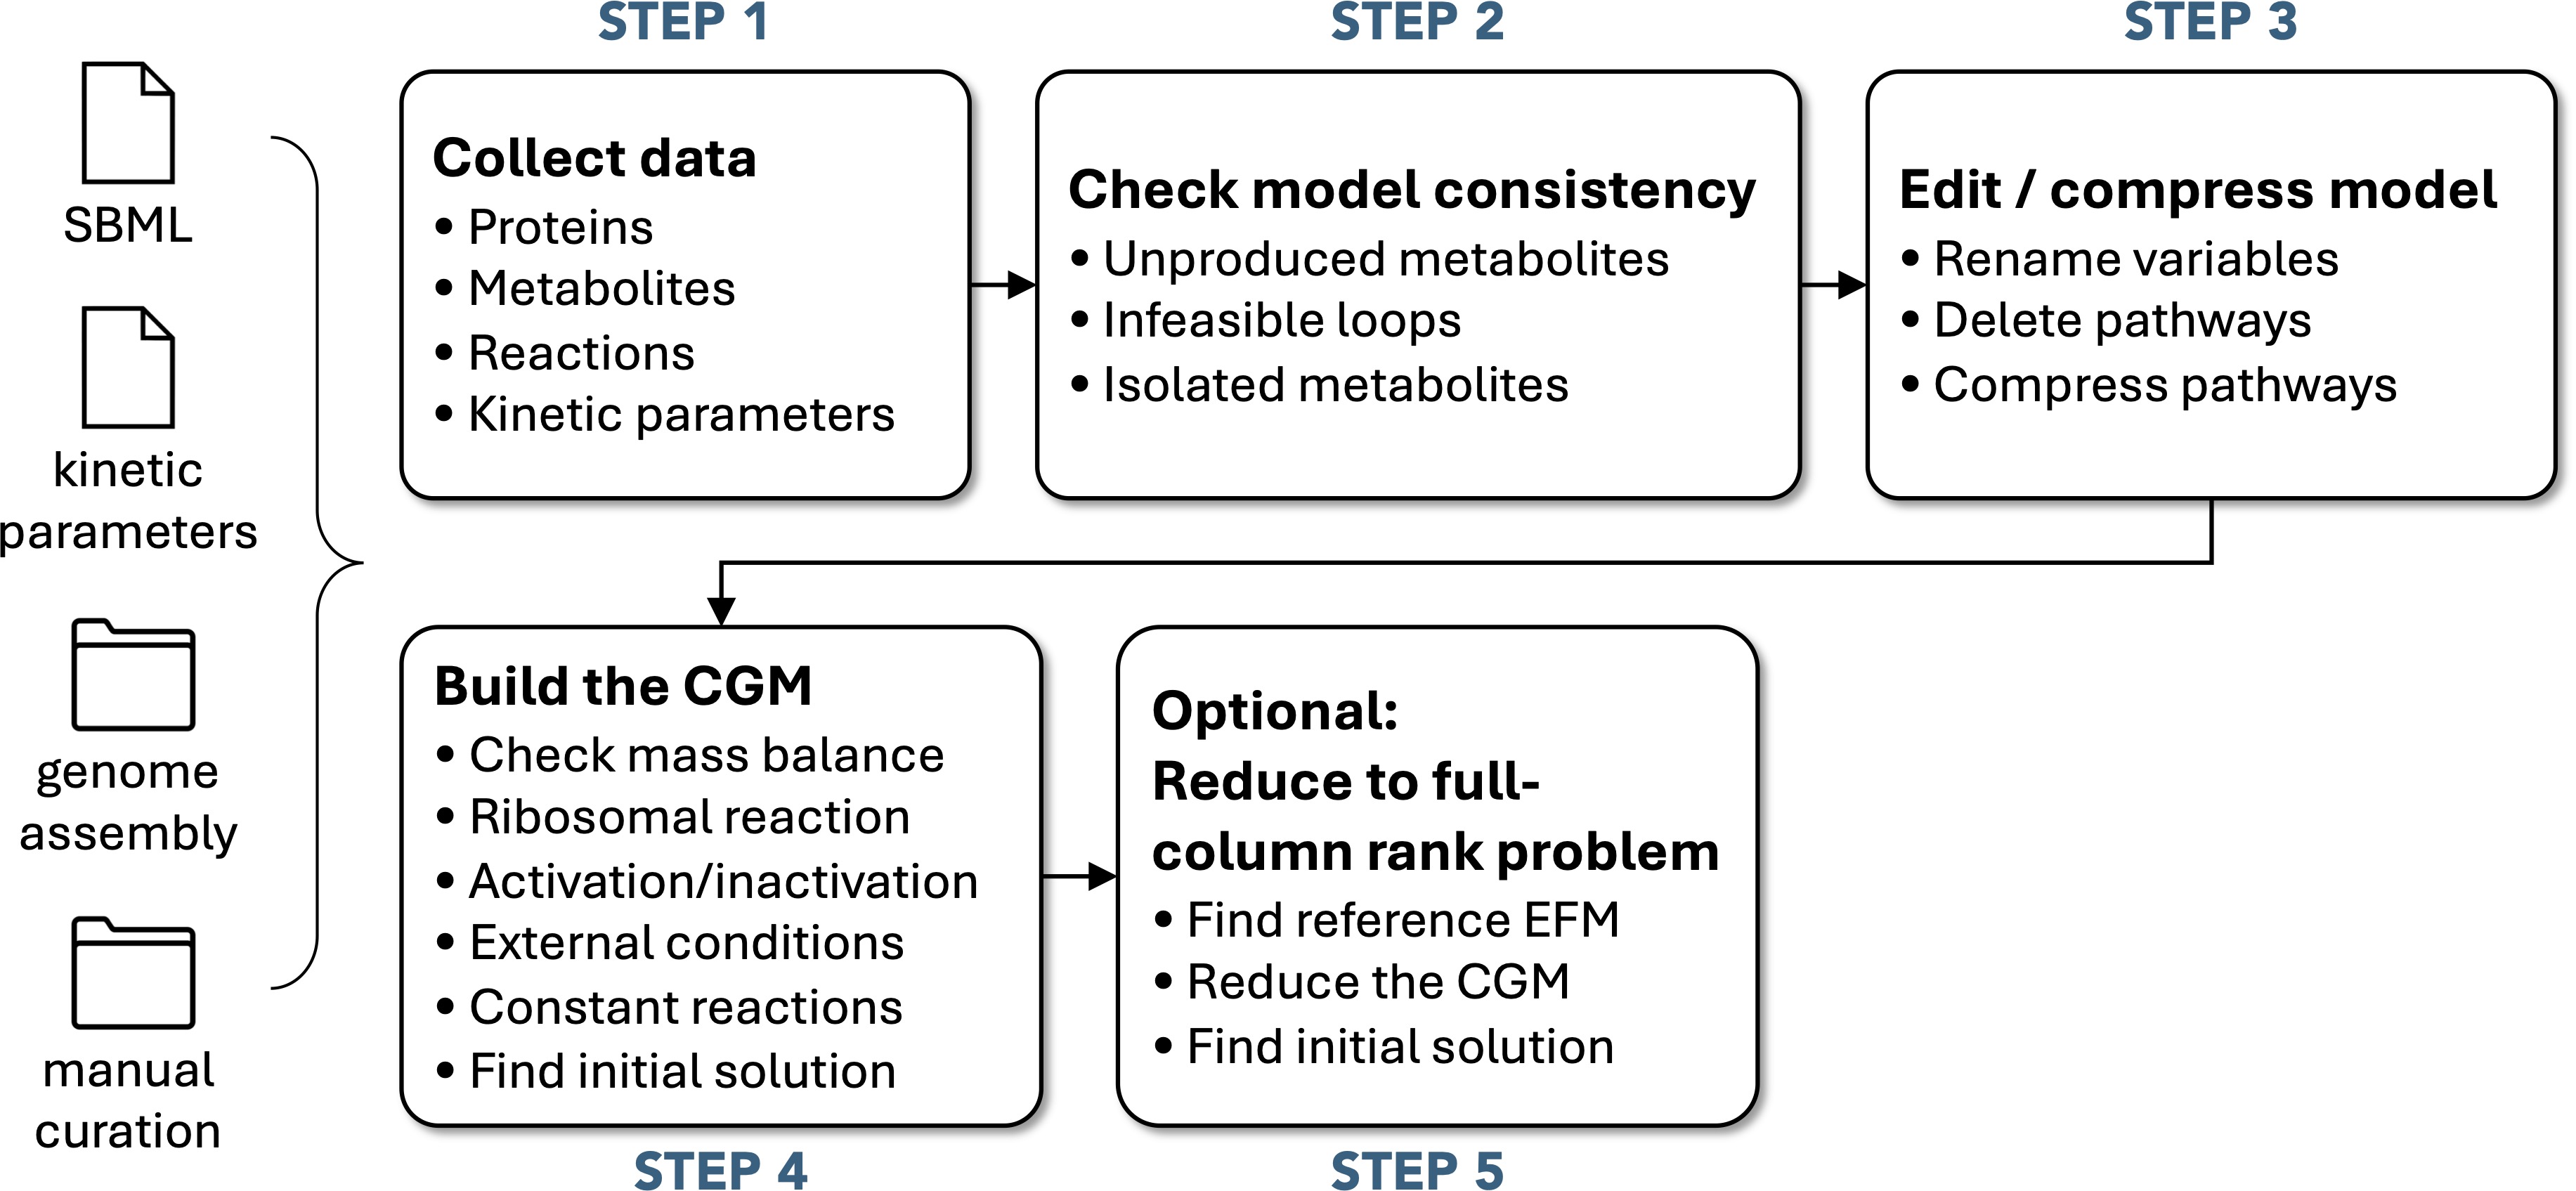 SBML
kinetic
parameters
genome
assembly
manual
curation
STEP 1
Collect data
• Proteins
• Metabolites
• Reactions
• Kinetic parameters
STEP 2
Check model consistency
• Unproduced metabolites
• Infeasible loops
• Isolated metabolites
STEP 3
Edit / compress model
• Rename variables
• Delete pathways
• Compress pathways
Build the CGM
• Check mass balance
• Ribosomal reaction
• Activation/inactivation
• External conditions
• Constant reactions
• Find initial solution
STEP 4
Optional:
Reduce to full-
column rank problem
• Find reference EFM
• Reduce the CGM
• Find initial solution
STEP 5